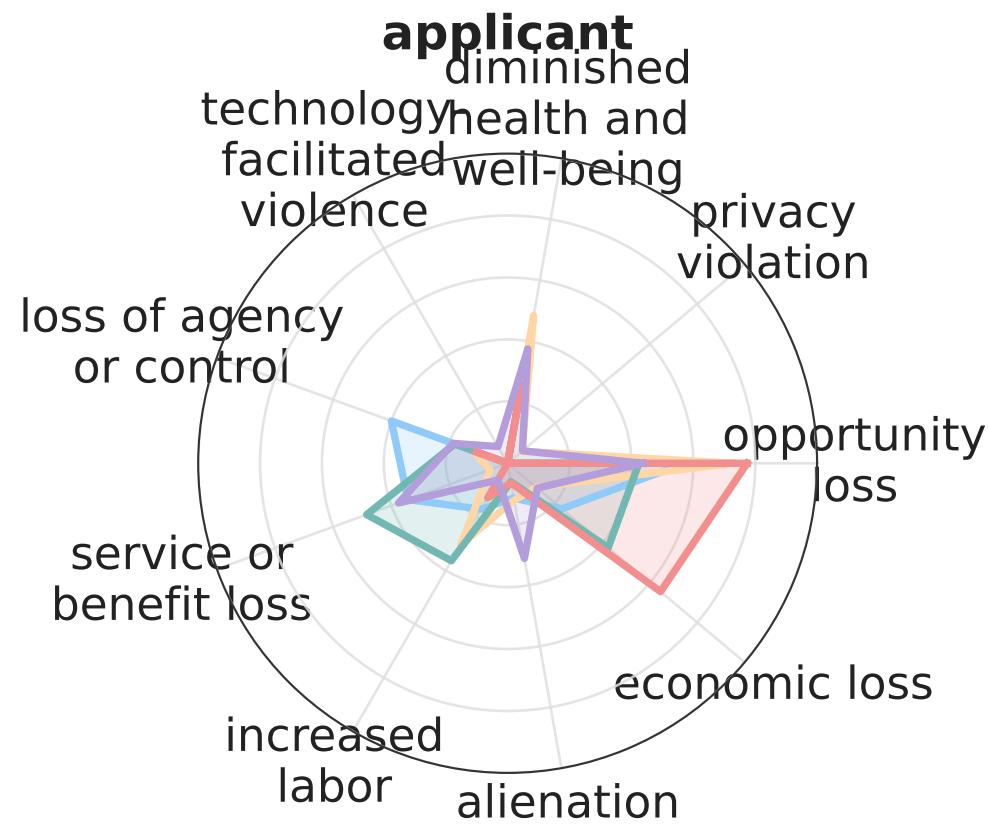 applicant
diminished
health and
well-being
technology-
facilitated
violence
privacy
violation
loss of agency
or control
opportunity
loss
service or
benefit loss
economic loss
increased
labor
alienation